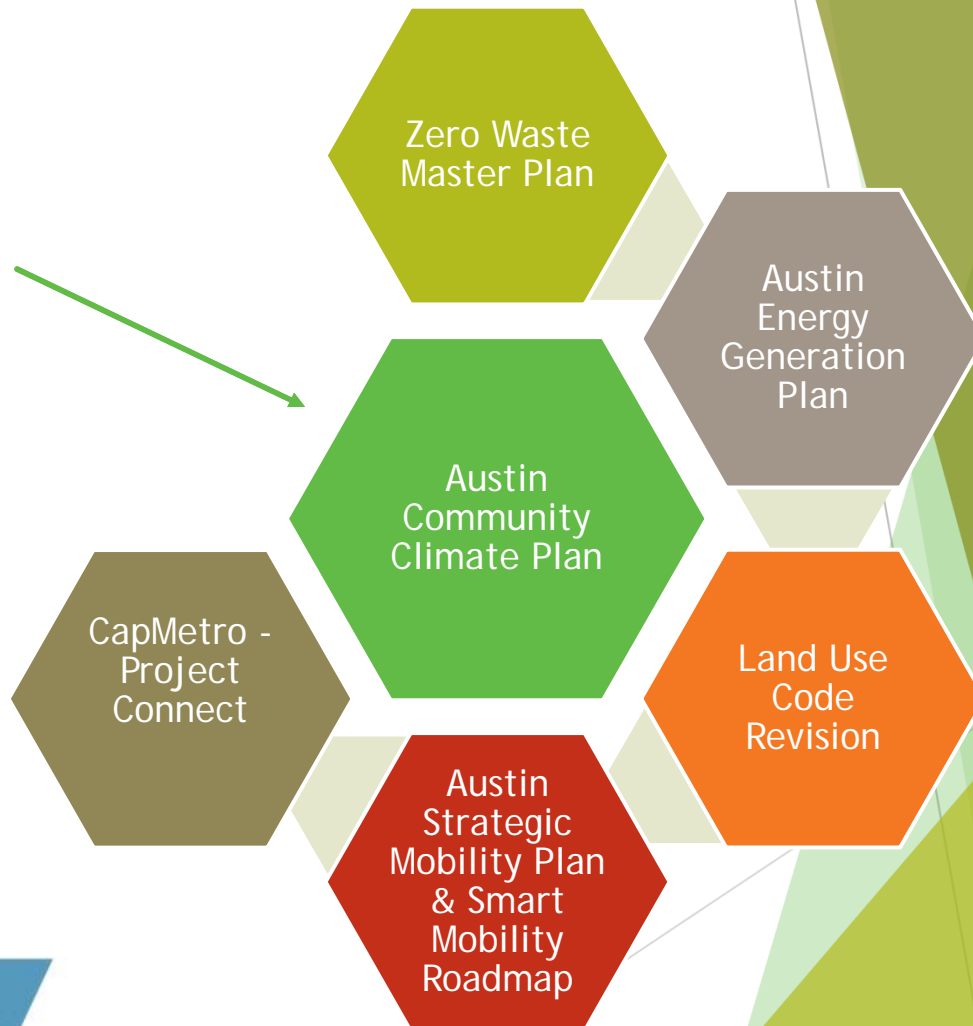 Zero Waste
Master Plan
Austin
Energy
Generation
Plan
Austin
Community
Climate Plan
CapMetro -
Project
Connect
Land Use
Code
Revision
Austin
Strategic
Mobility Plan
& Smart
Mobility
Roadmap